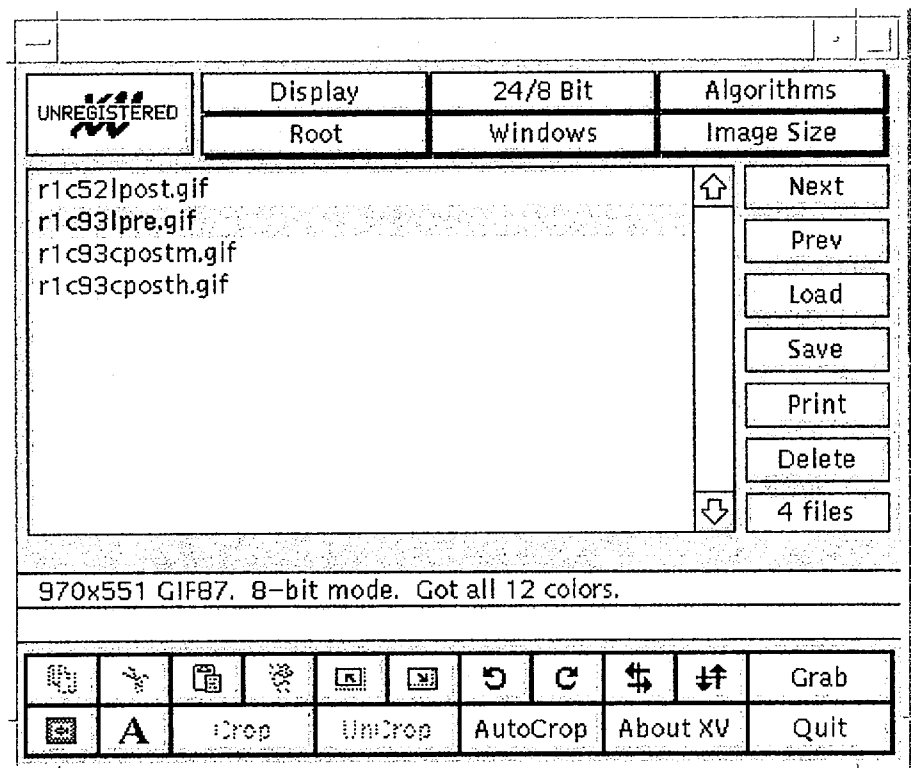 UNREGISTERED
Display 24/8 Bit Algorithms
Root Windows Image Size
r1c52lpost.gif
r1c93lpre.gif
r1c93cpostm.gif
r1c93cposth.gif
Next
Prev
Load
Save
Print
Delete
4 files
970x551 GIF87. 8-bit mode. Got all 12 colors.
Grab
A Crop UnCrop AutoCrop About XV Quit